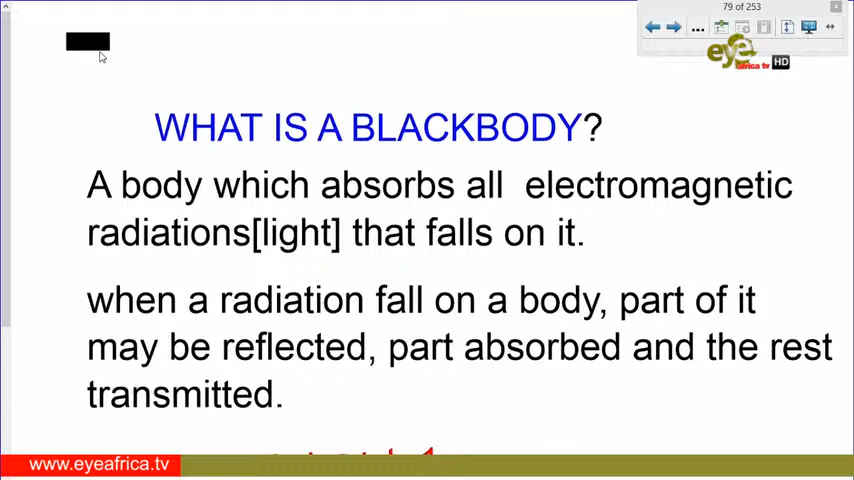 79 of 253
eye
africa tv HD
WHAT IS A BLACKBODY?
A body which absorbs all electromagnetic
radiations[light] that falls on it.
when a radiation fall on a body, part of it
may be reflected, part absorbed and the rest
transmitted.
www.eyeafrica.tv